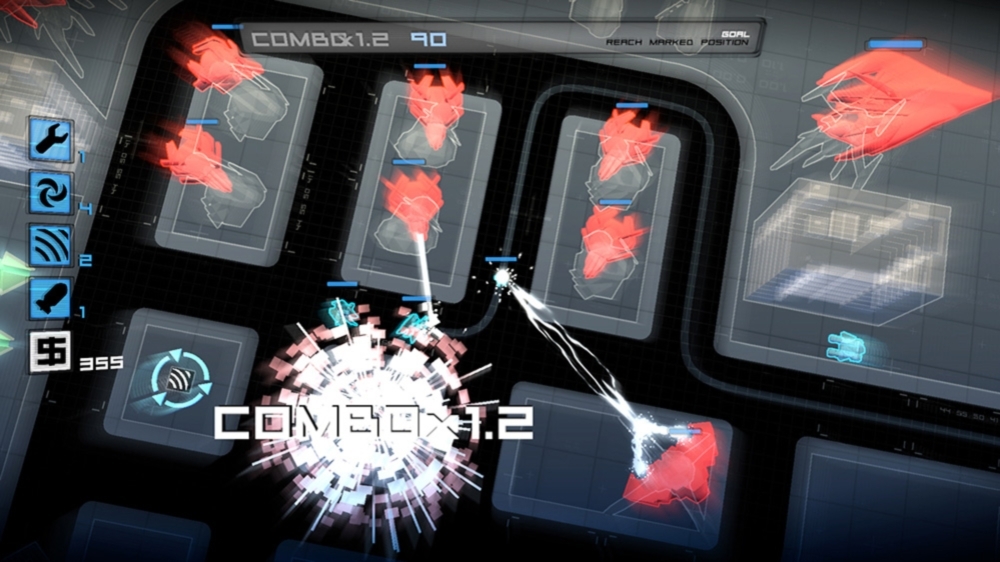 COMBOx1.2 90
GOAL
REACH MARKED POSITION
1
4
2
1
$ 355
COMBOx1.2